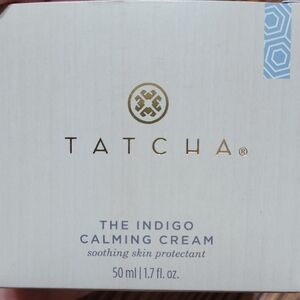 TATCHA®
THE INDIGO
CALMING CREAM
soothing skin protectant
50 ml | 1.7 fl. oz.